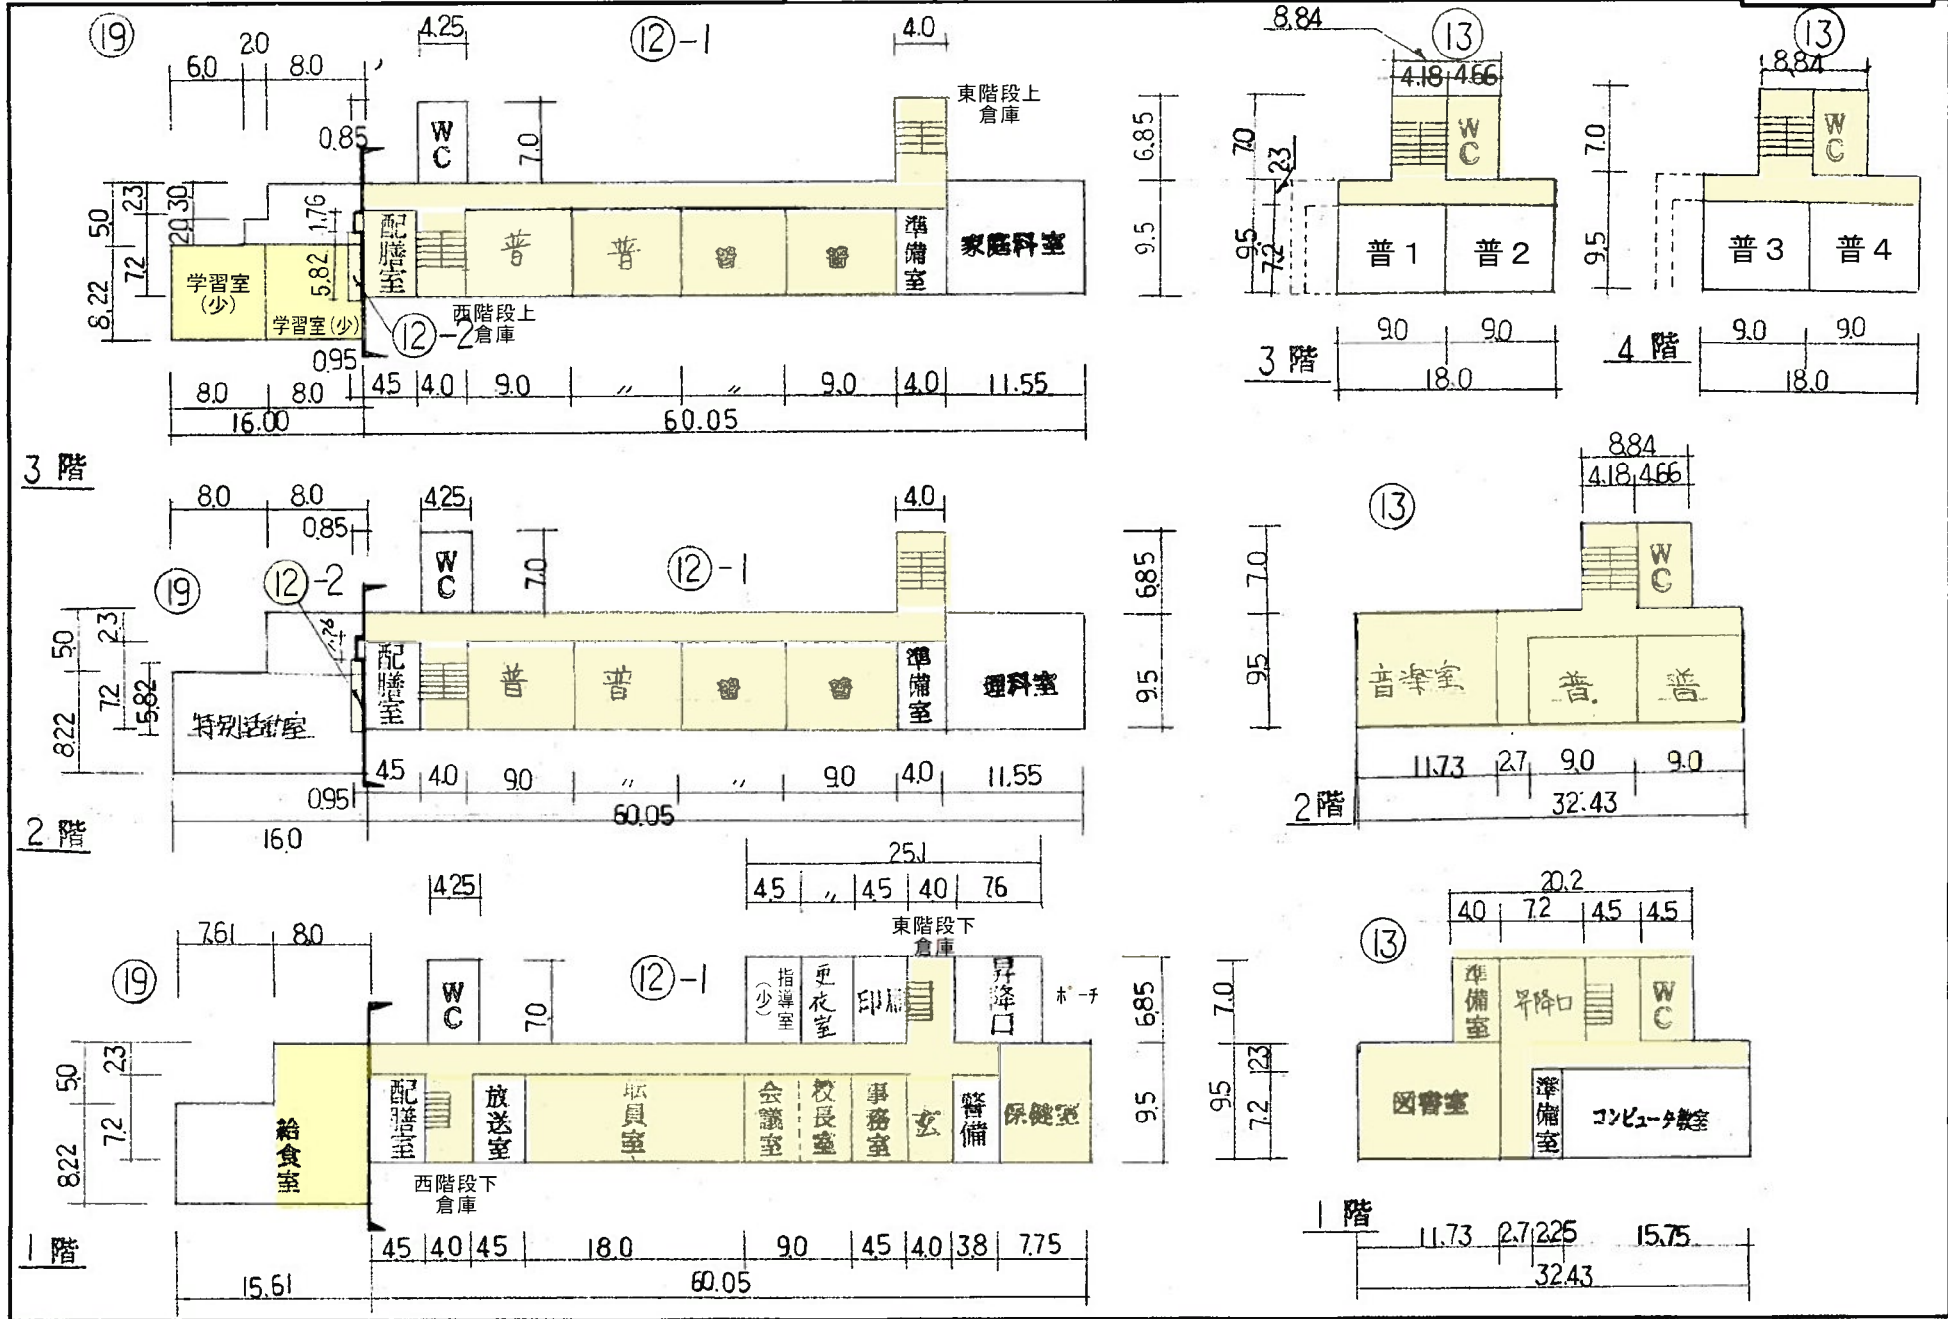 ⑲
2.0
6.0
8.0
4.25
⑫-1
4.0
東階段上
倉庫
0.85
WC
7.0
6.85
5.0
2.3
2.0
3.0
1.76
7.2
8.22
5.82
学習室
(少)
学習室(少)
配膳室
普
普
普
普
準備室
家庭科室
9.5
西階段上
倉庫
⑫-2
0.95
8.0
8.0
4.5
4.0
9.0
〃
〃
9.0
4.0
11.55
16.00
60.05
3階
8.84
⑬
4.18
4.66
WC
7.0
2.3
9.5
7.2
普1
普2
9.0
9.0
18.0
3階
⑬
8.84
WC
7.0
9.5
普3
普4
9.0
9.0
18.0
4階
8.0
8.0
4.25
4.0
0.85
WC
7.0
⑫-1
6.85
⑲
⑫-2
5.0
2.3
1.76
7.2
5.82
8.22
特別活動室
配膳室
普
普
普
普
準備室
理科室
9.5
0.95
4.5
4.0
9.0
〃
〃
9.0
4.0
11.55
60.05
16.0
2階
8.84
4.18
4.66
⑬
WC
7.0
9.5
音楽室
普
普
11.73
2.7
9.0
9.0
32.43
2階
25.1
4.25
4.5
〃
4.5
4.0
7.6
東階段下
倉庫
7.61
8.0
⑲
WC
7.0
⑫-1
指導室
(少)
更衣室
印刷
昇降口
ポーチ
6.85
5.0
2.3
7.2
8.22
給食室
配膳室
放送室
職員室
会議室
校長室
事務室
玄
警備
保健室
9.5
西階段下
倉庫
4.5
4.0
4.5
18.0
9.0
4.5
4.0
3.8
7.75
15.61
60.05
1階
20.2
4.0
7.2
4.5
4.5
⑬
準備室
昇降口
WC
7.0
2.3
9.5
7.2
図書室
準備室
コンピュータ教室
1階
11.73
2.7
2.25
15.75
32.43